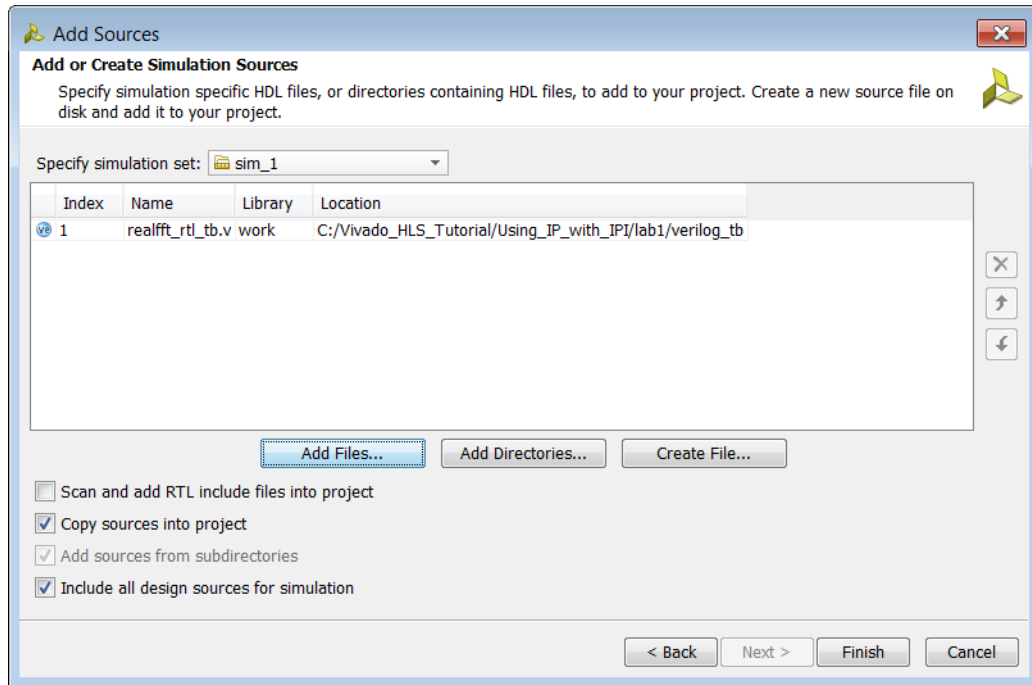 Add Sources
Add or Create Simulation Sources
Specify simulation specific HDL files, or directories containing HDL files, to add to your project. Create a new source file on
disk and add it to your project.
Specify simulation set: sim_1
Index Name Library Location
ve 1 realfft_rtl_tb.v work C:/Vivado_HLS_Tutorial/Using_IP_with_IPI/lab1/verilog_tb
Add Files... Add Directories... Create File...
Scan and add RTL include files into project
Copy sources into project
Add sources from subdirectories
Include all design sources for simulation
< Back Next > Finish Cancel